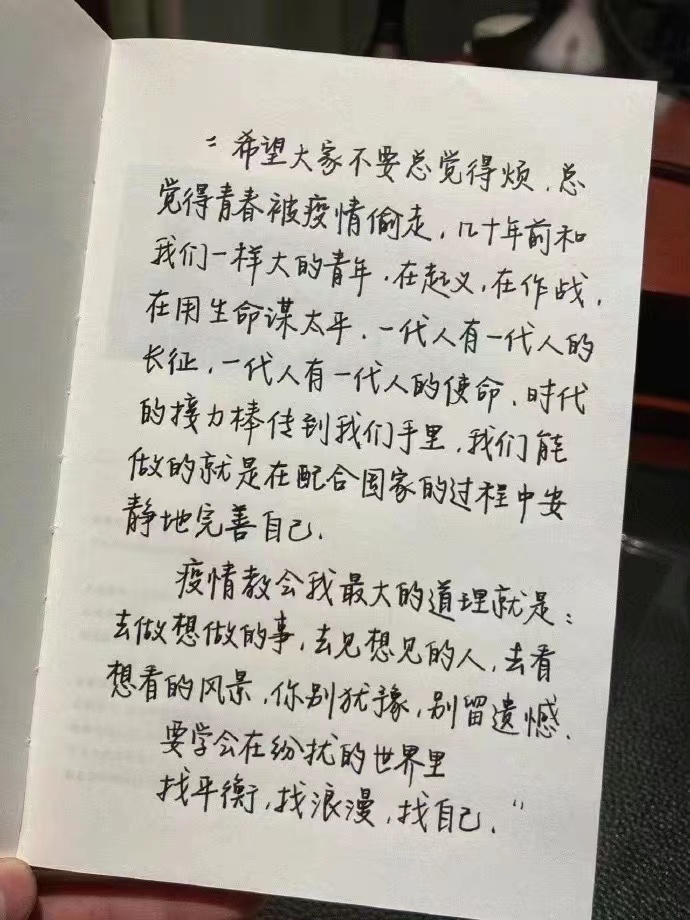 "希望大家不要总觉得烦，总
觉得青春被疫情偷走，几十年前和
我们一样大的青年，在起义，在作战，
在用生命谋太平，一代人有一代人的
长征，一代人有一代人的使命，时代
的接力棒传到我们手里，我们能
做的就是在配合国家的过程中安
静地完善自己.
疫情教会我最大的道理就是：
去做想做的事，去见想见的人，去看
想看的风景，你别犹豫，别留遗憾.
要学会在纷扰的世界里
找平衡，找浪漫，找自己."